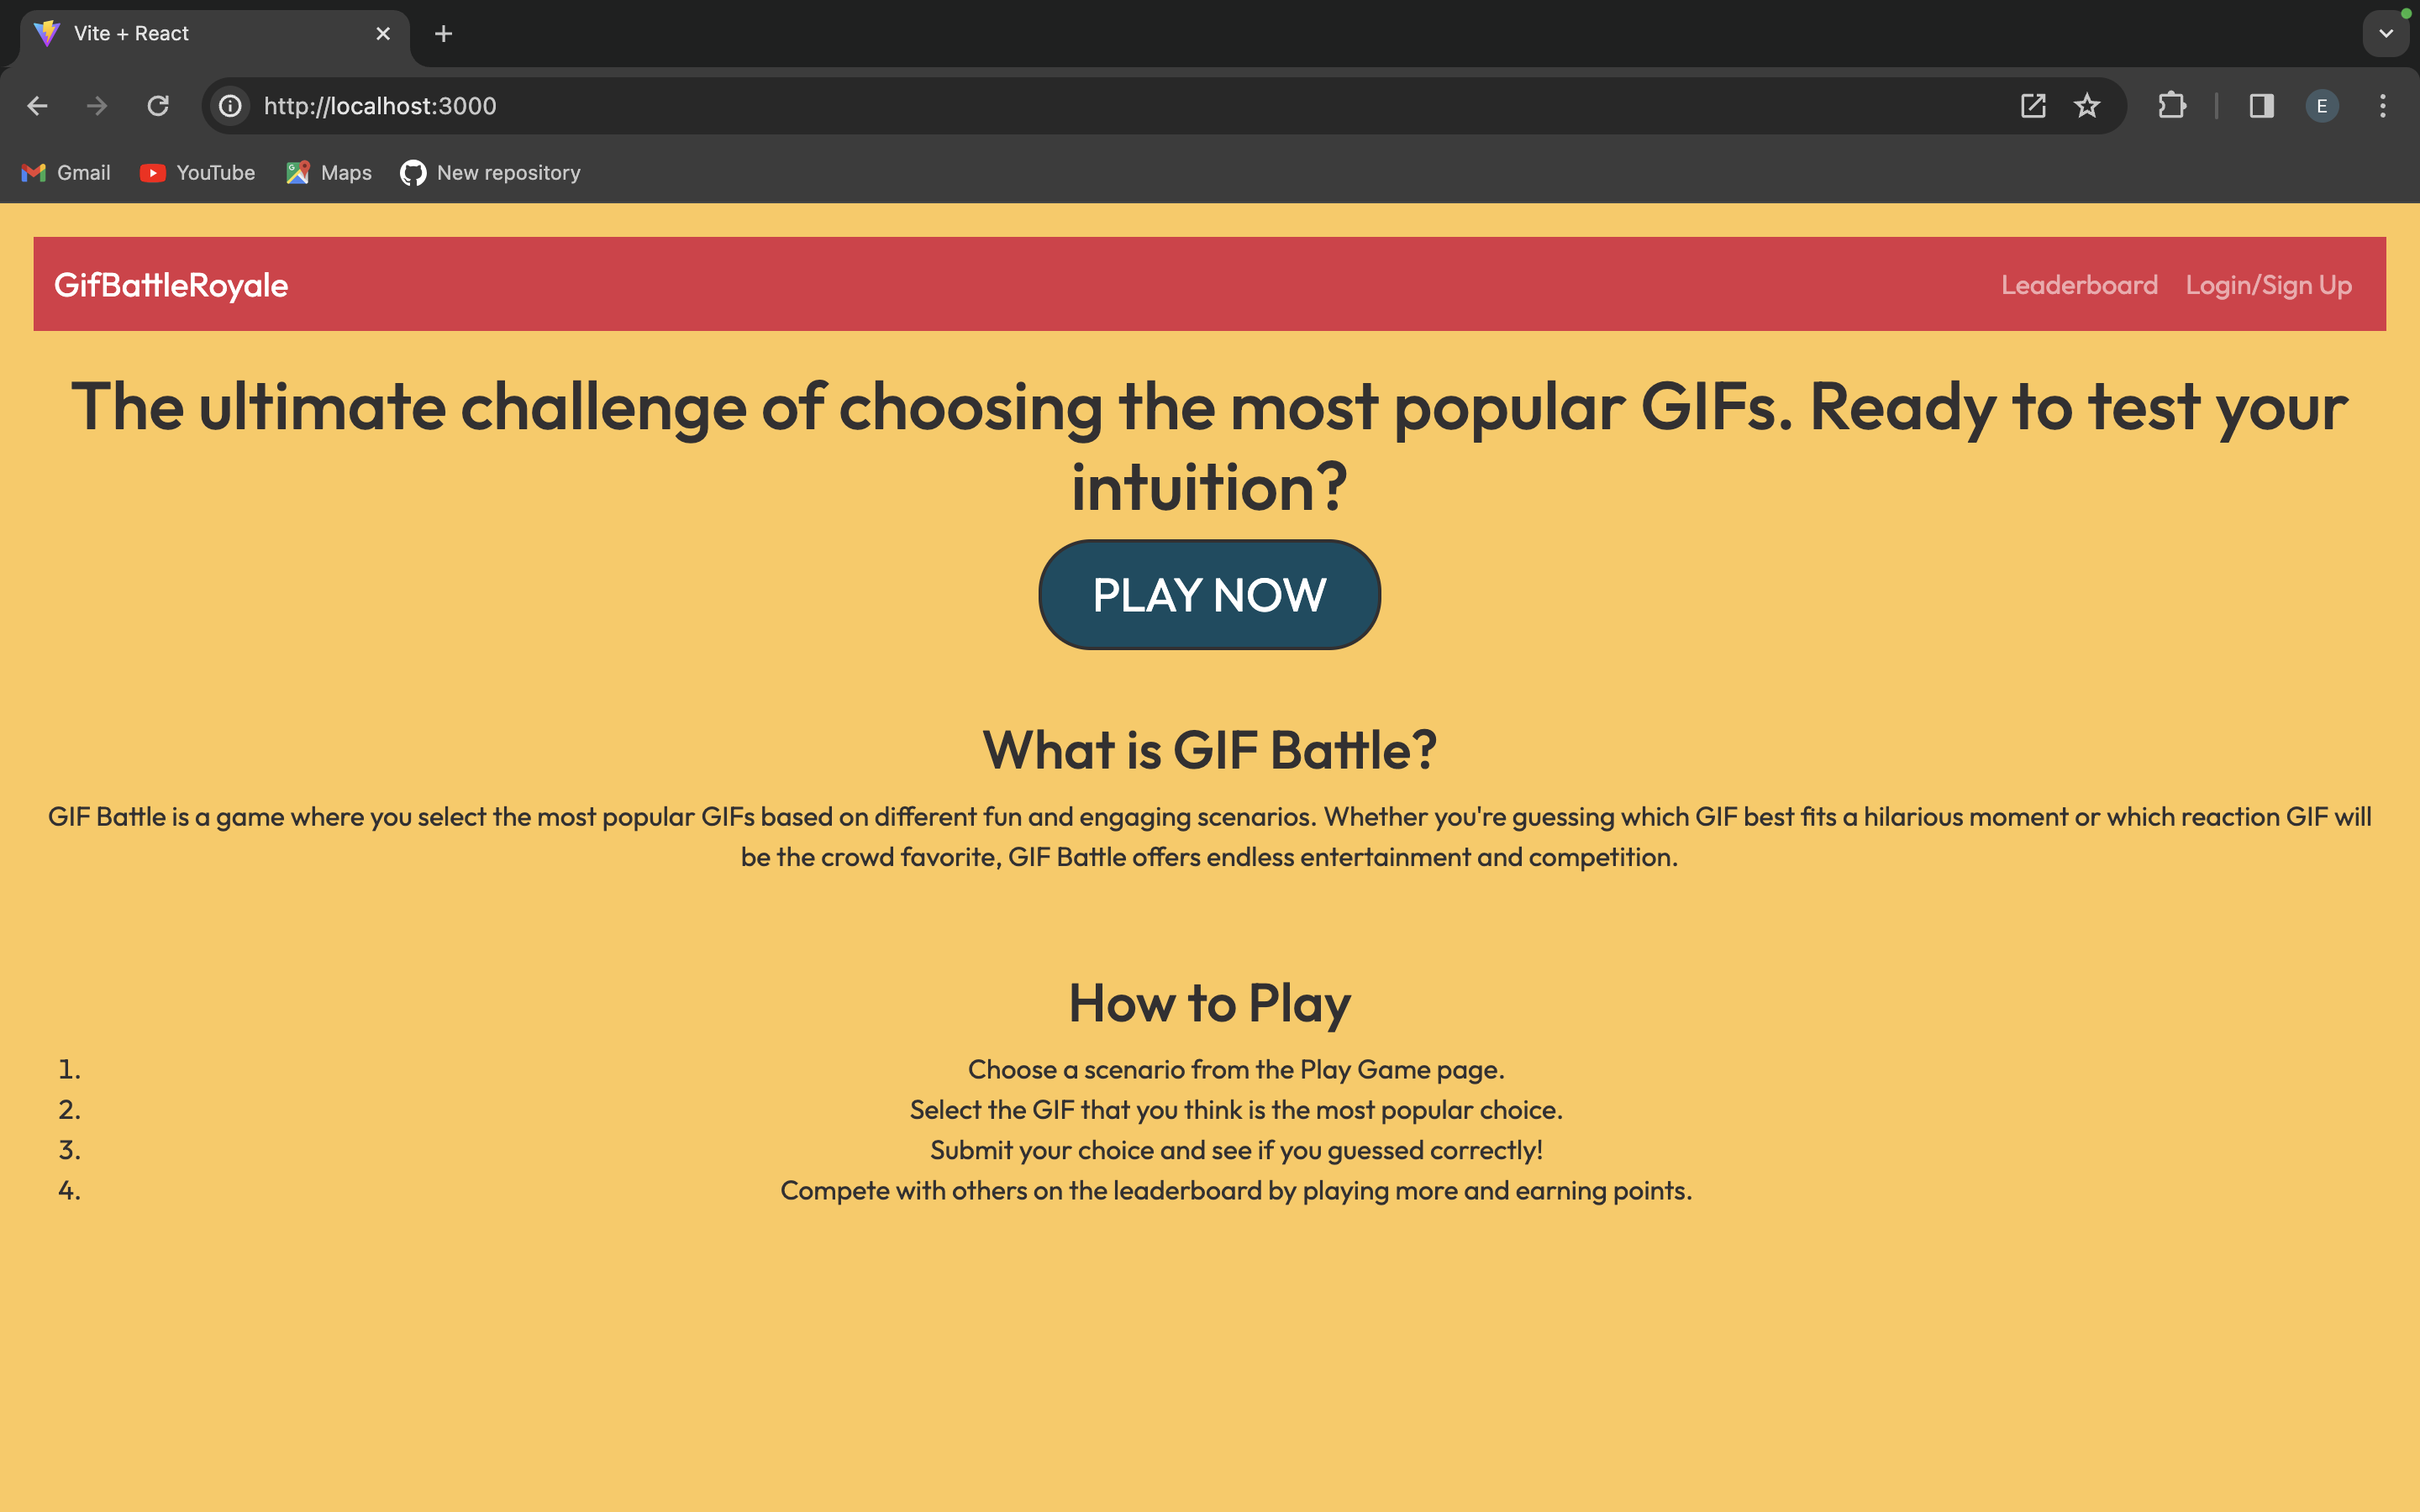 Vite + React
http://localhost:3000
E
Gmail YouTube Maps New repository
GifBattleRoyale Leaderboard Login/Sign Up
The ultimate challenge of choosing the most popular GIFs. Ready to test your
intuition?
PLAY NOW
What is GIF Battle?
GIF Battle is a game where you select the most popular GIFs based on different fun and engaging scenarios. Whether you're guessing which GIF best fits a hilarious moment or which reaction GIF will
be the crowd favorite, GIF Battle offers endless entertainment and competition.
How to Play
1. Choose a scenario from the Play Game page.
2. Select the GIF that you think is the most popular choice.
3. Submit your choice and see if you guessed correctly!
4. Compete with others on the leaderboard by playing more and earning points.